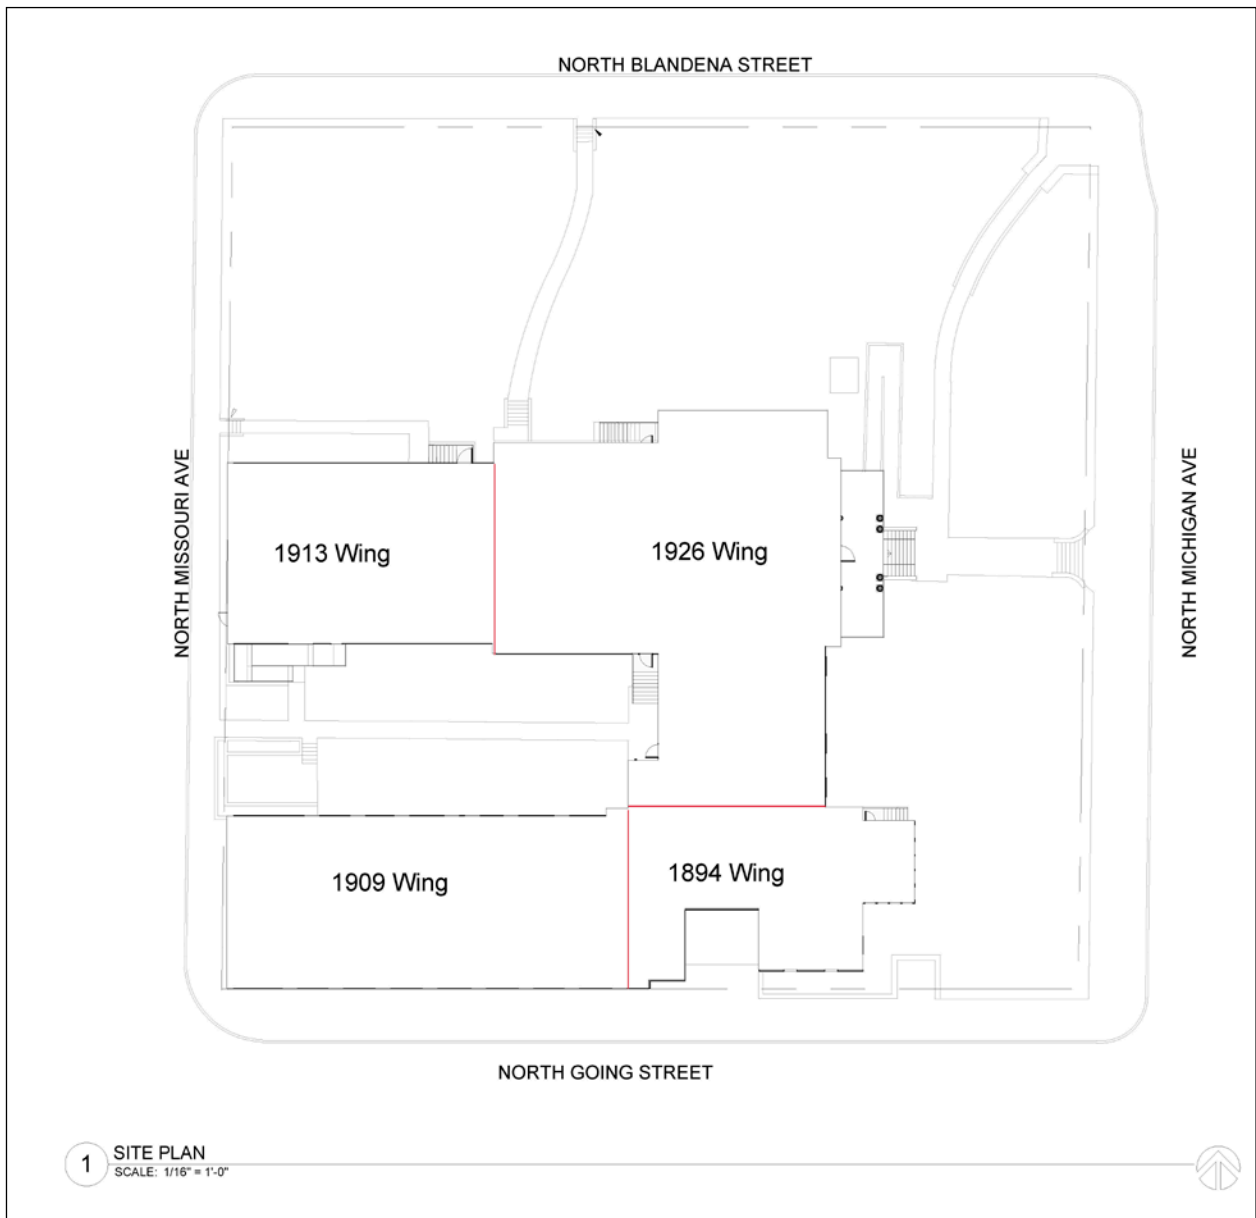 NORTH BLANDENA STREET
NORTH MISSOURI AVE
NORTH MICHIGAN AVE
1913 Wing
1926 Wing
1909 Wing
1894 Wing
NORTH GOING STREET
1
SITE PLAN
SCALE: 1/16" = 1'-0"